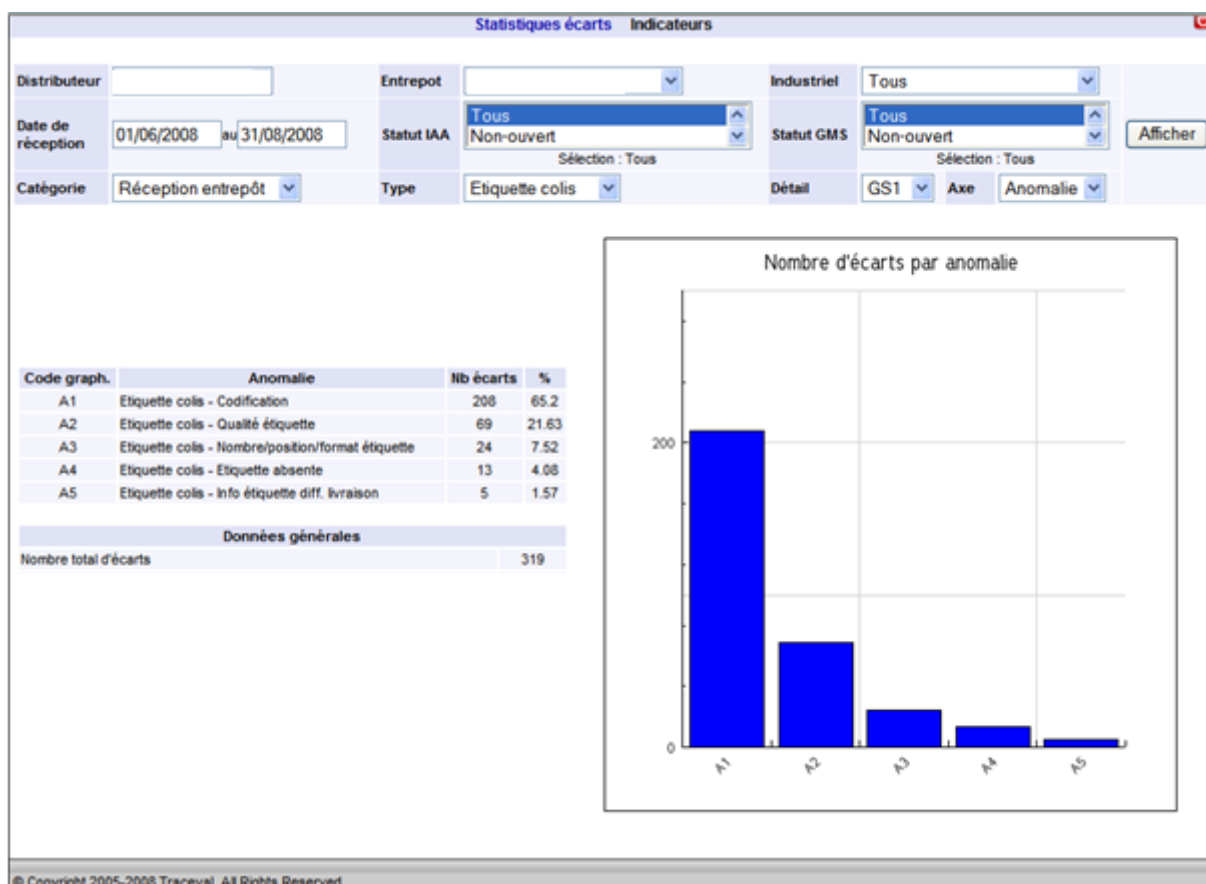 Statistiques écarts Indicateurs
Distributeur Entrepot Industriel Tous
Date de réception 01/06/2008 au 31/08/2008 Statut IAA Tous Non-ouvert Sélection : Tous Statut GMS Tous Non-ouvert Sélection : Tous Afficher
Catégorie Réception entrepôt Type Etiquette colis Détail GS1 Axe Anomalie
Nombre d'écarts par anomalie
Code graph. Anomalie Nb écarts %
A1 Etiquette colis - Codification 208 65.2
A2 Etiquette colis - Qualité étiquette 69 21.63
A3 Etiquette colis - Nombre/position/format étiquette 24 7.52
A4 Etiquette colis - Etiquette absente 13 4.08
A5 Etiquette colis - Info étiquette diff. livraison 5 1.57
Données générales
Nombre total d'écarts 319
200
0
A1 A2 A3 A4 A5
© Copyright 2005-2008 Traceval. All Rights Reserved